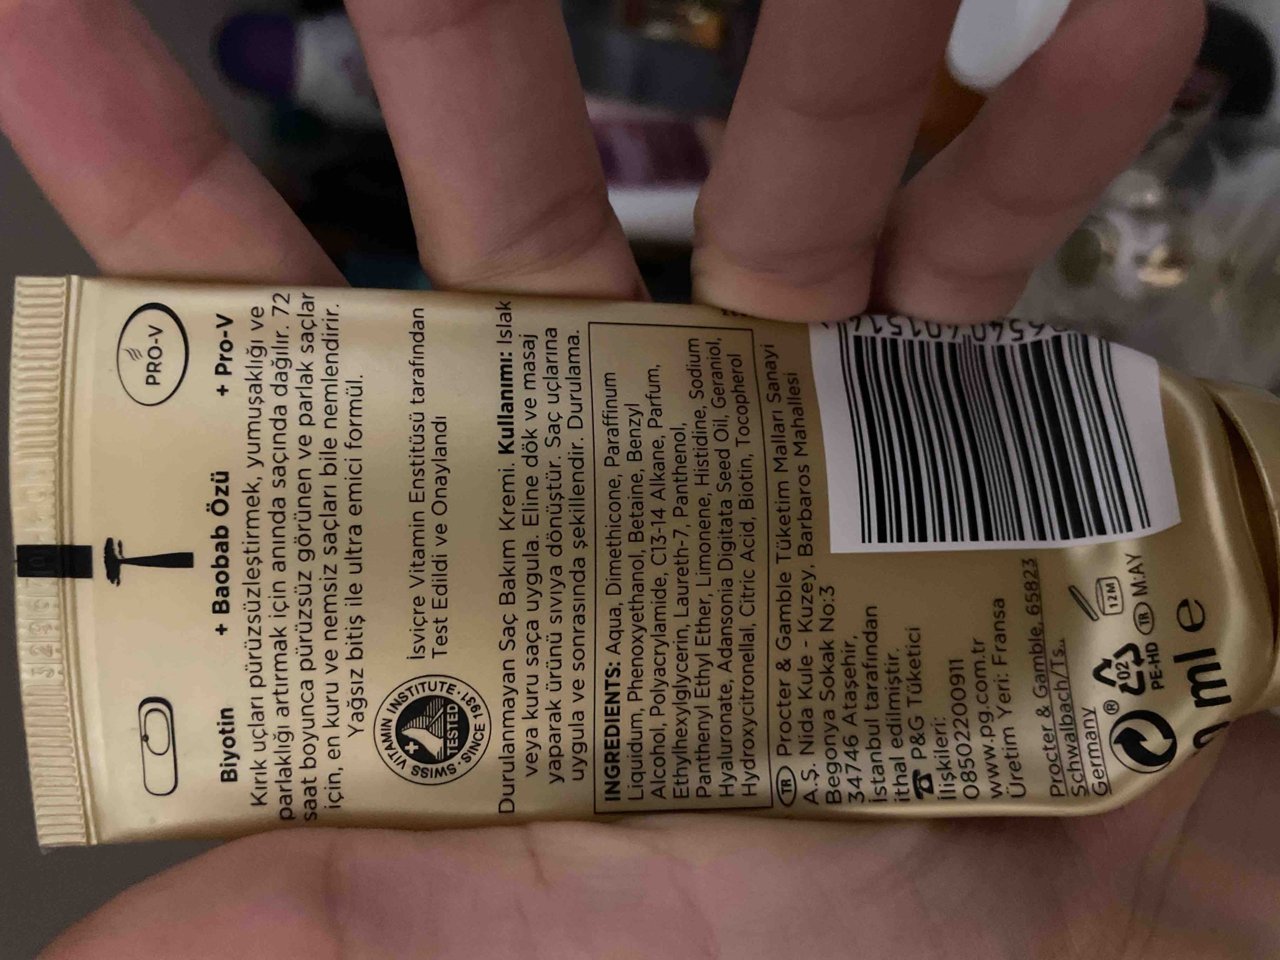 PRO-V
Biyotin + Baobab Özü + Pro-V
Kırık uçları pürüzsüzleştirmek, yumuşaklığı ve
parlaklığı artırmak için anında saçında dağılır. 72
saat boyunca pürüzsüz görünen ve parlak saçlar
için, en kuru ve nemsiz saçları bile nemlendirir.
Yağsız bitiş ile ultra emici formül.
SWISS VITAMIN INSTITUTE · SINCE 1931 ·
TESTED
İsviçre Vitamin Enstitüsü tarafından
Test Edildi ve Onaylandı
Durulanmayan Saç Bakım Kremi. Kullanımı: Islak
veya kuru saça uygula. Eline dök ve masaj
yaparak ürünü sıvıya dönüştür. Saç uçlarına
uygula ve sonrasında şekillendir. Durulama.
INGREDIENTS: Aqua, Dimethicone, Paraffinum
Liquidum, Phenoxyethanol, Betaine, Benzyl
Alcohol, Polyacrylamide, C13-14 Alkane, Parfum,
Ethylhexylglycerin, Laureth-7, Panthenol,
Panthenyl Ethyl Ether, Limonene, Histidine, Sodium
Hyaluronate, Adansonia Digitata Seed Oil, Geraniol,
Hydroxycitronellal, Citric Acid, Biotin, Tocopherol
TR Procter & Gamble Tüketim Malları Sanayi
A.Ş. Nida Kule - Kuzey, Barbaros Mahallesi
Begonya Sokak No:3
34746 Ataşehir,
İstanbul tarafından
ithal edilmiştir.
P&G Tüketici
İlişkileri:
08502200911
www.pg.com.tr
Üretim Yeri: Fransa
Procter & Gamble, 65823
Schwalbach/Ts.,
Germany
12M
®
02
PE-HD
TR M:AY
ml e